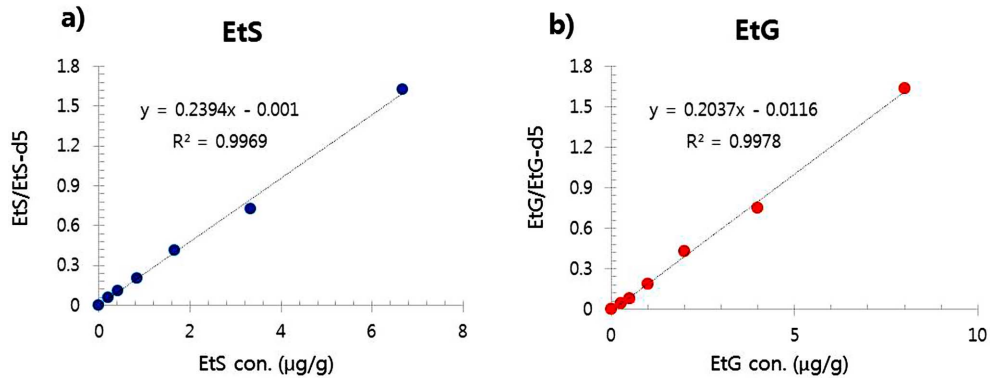 a)
EtS
1.8
1.5
1.2
0.9
0.6
0.3
0
y = 0.2394x - 0.001
R² = 0.9969
EtS/EtS-d5
0 2 4 6 8
EtS con. (μg/g)
b)
EtG
1.8
1.5
1.2
0.9
0.6
0.3
0
y = 0.2037x - 0.0116
R² = 0.9978
EtG/EtG-d5
0 5 10
EtG con. (μg/g)